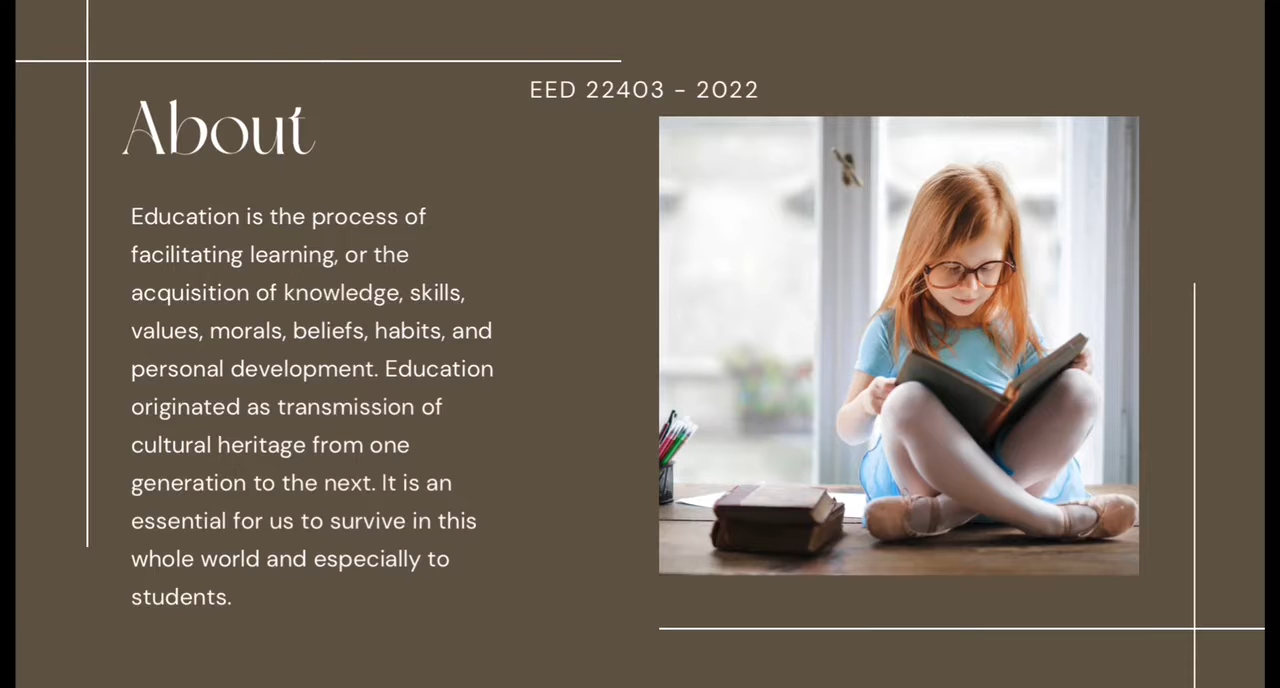 EED 22403 - 2022
About
Education is the process of
facilitating learning, or the
acquisition of knowledge, skills,
values, morals, beliefs, habits, and
personal development. Education
originated as transmission of
cultural heritage from one
generation to the next. It is an
essential for us to survive in this
whole world and especially to
students.